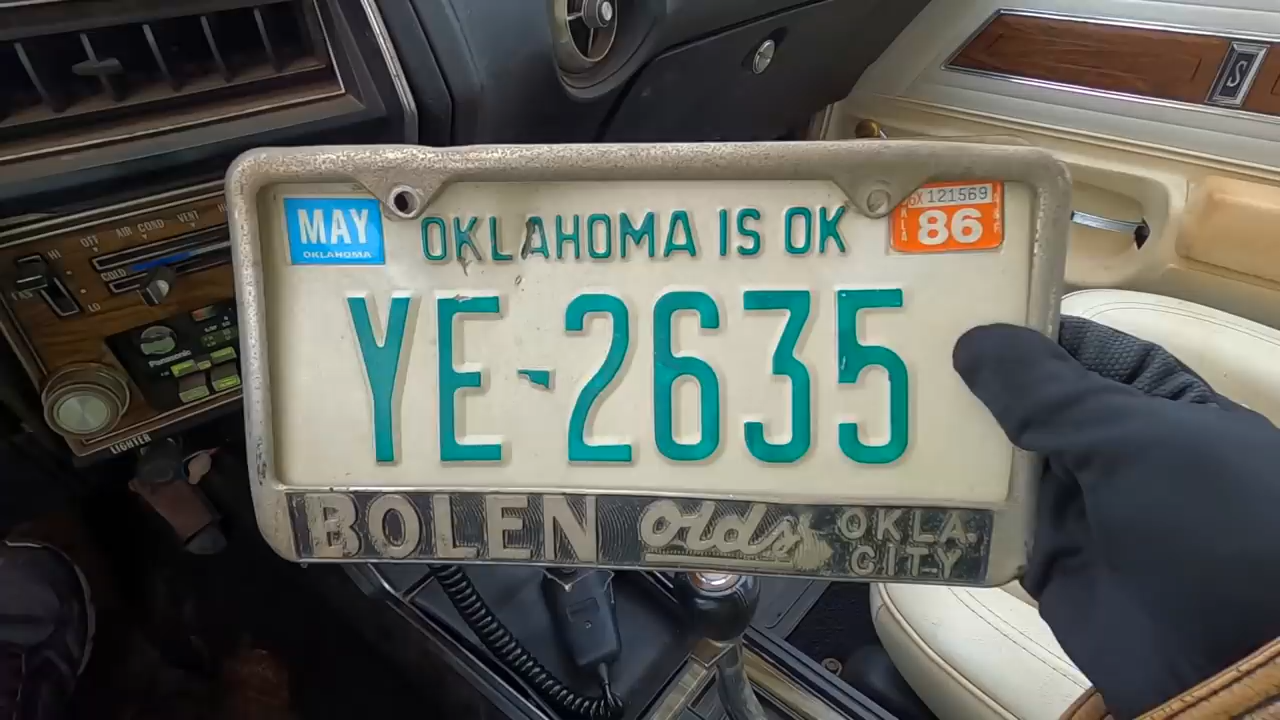 MAY
OKLAHOMA
OKLAHOMA IS OK
121569
86
YE-2635
BOLEN Olds OKLA. CITY
S
OFF AIR COND VENT
HI
COLD
LO
Panasonic
LIGHTER